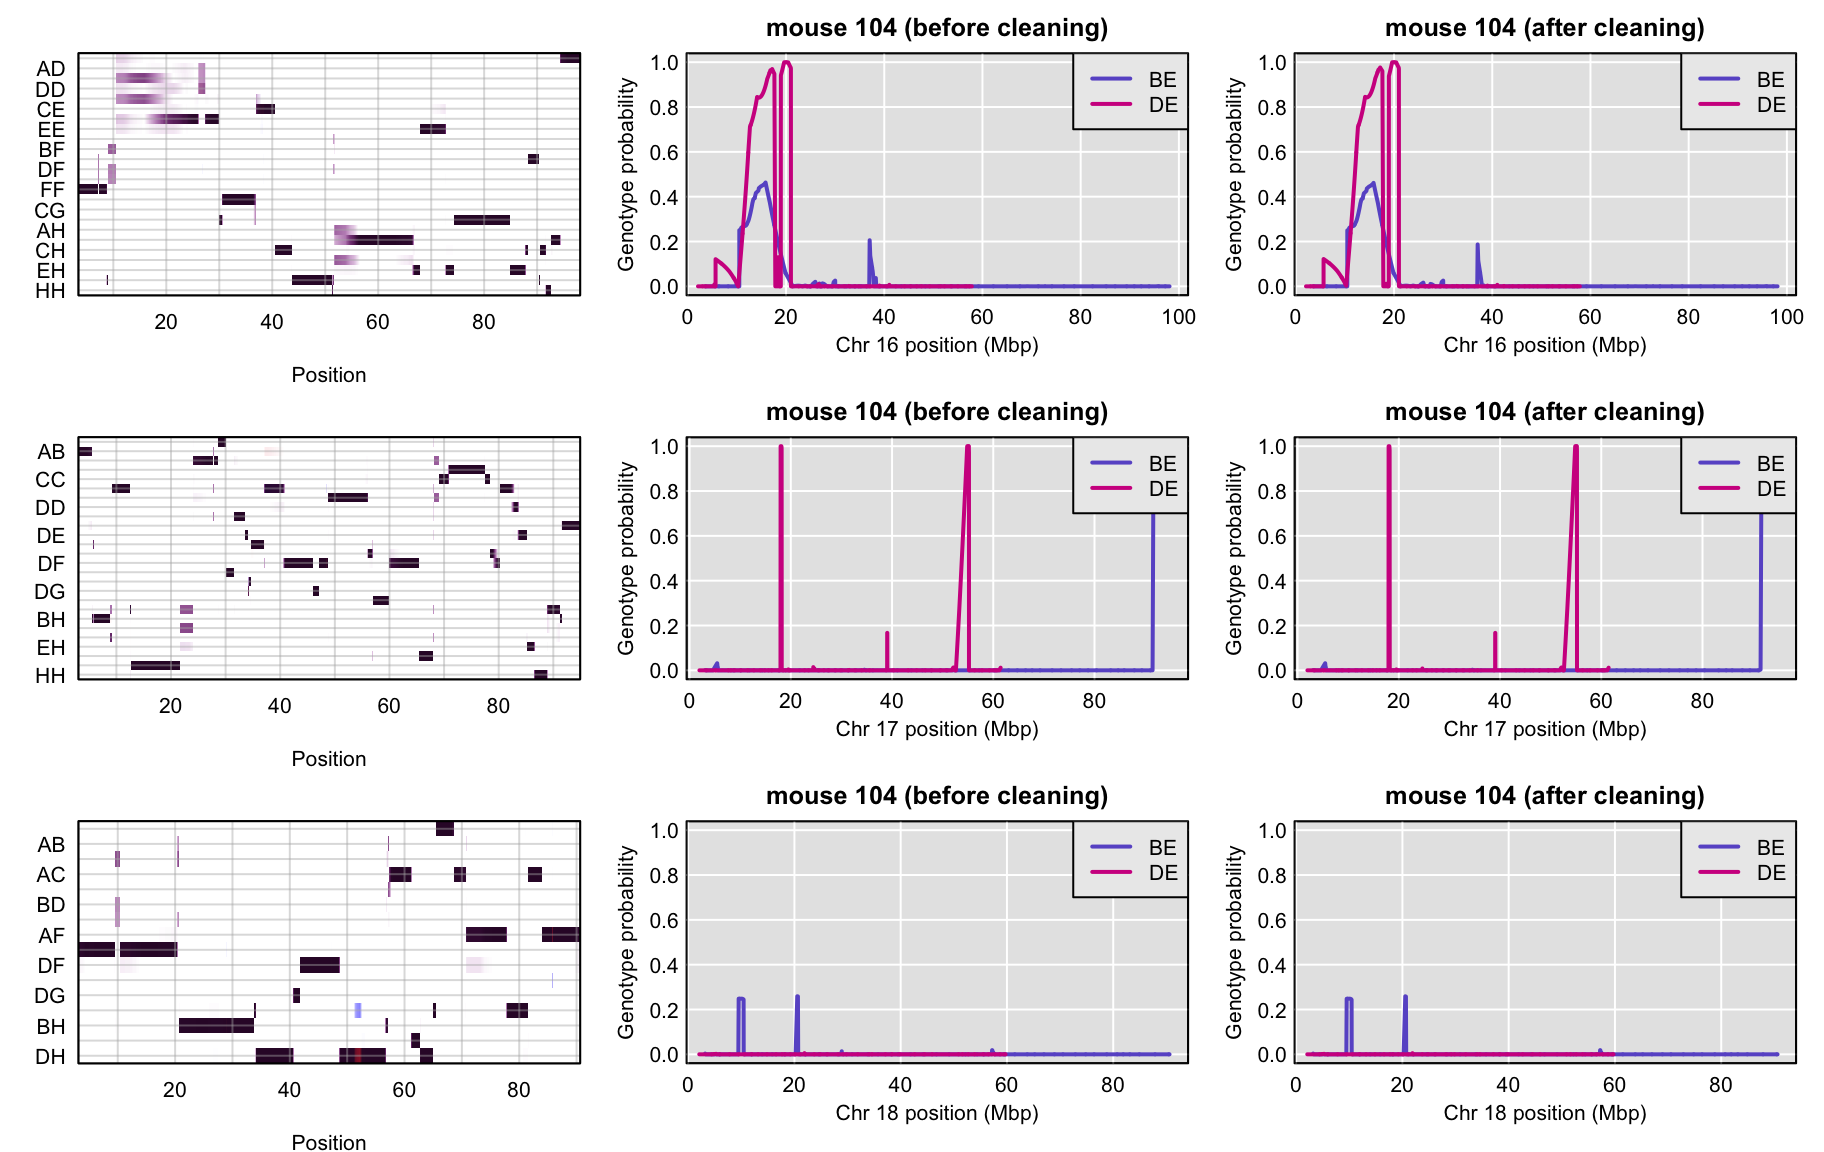 AD
DD
CE
EE
BF
DF
FF
CG
AH
CH
EH
HH
20 40 60 80
Position
mouse 104 (before cleaning)
Genotype probability
1.0
0.8
0.6
0.4
0.2
0.0
BE
DE
0 20 40 60 80 100
Chr 16 position (Mbp)
mouse 104 (after cleaning)
Genotype probability
1.0
0.8
0.6
0.4
0.2
0.0
BE
DE
0 20 40 60 80 100
Chr 16 position (Mbp)
AB
CC
DD
DE
DF
DG
BH
EH
HH
20 40 60 80
Position
mouse 104 (before cleaning)
Genotype probability
1.0
0.8
0.6
0.4
0.2
0.0
BE
DE
0 20 40 60 80
Chr 17 position (Mbp)
mouse 104 (after cleaning)
Genotype probability
1.0
0.8
0.6
0.4
0.2
0.0
BE
DE
0 20 40 60 80
Chr 17 position (Mbp)
AB
AC
BD
AF
DF
DG
BH
DH
20 40 60 80
Position
mouse 104 (before cleaning)
Genotype probability
1.0
0.8
0.6
0.4
0.2
0.0
BE
DE
0 20 40 60 80
Chr 18 position (Mbp)
mouse 104 (after cleaning)
Genotype probability
1.0
0.8
0.6
0.4
0.2
0.0
BE
DE
0 20 40 60 80
Chr 18 position (Mbp)